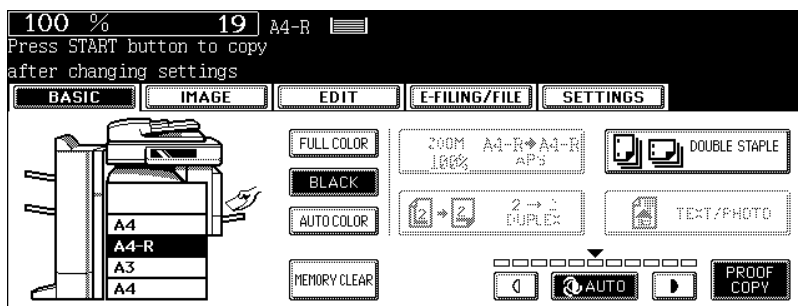 100 % 19 A4-R
Press START button to copy
after changing settings
BASIC IMAGE EDIT E-FILING/FILE SETTINGS
FULL COLOR
ZOOM A4-R→A4-R
100% APS
DOUBLE STAPLE
BLACK
A4
A4-R
A3
A4
AUTO COLOR
2→2
DUPLEX
TEXT/PHOTO
MEMORY CLEAR
AUTO
PROOF
COPY